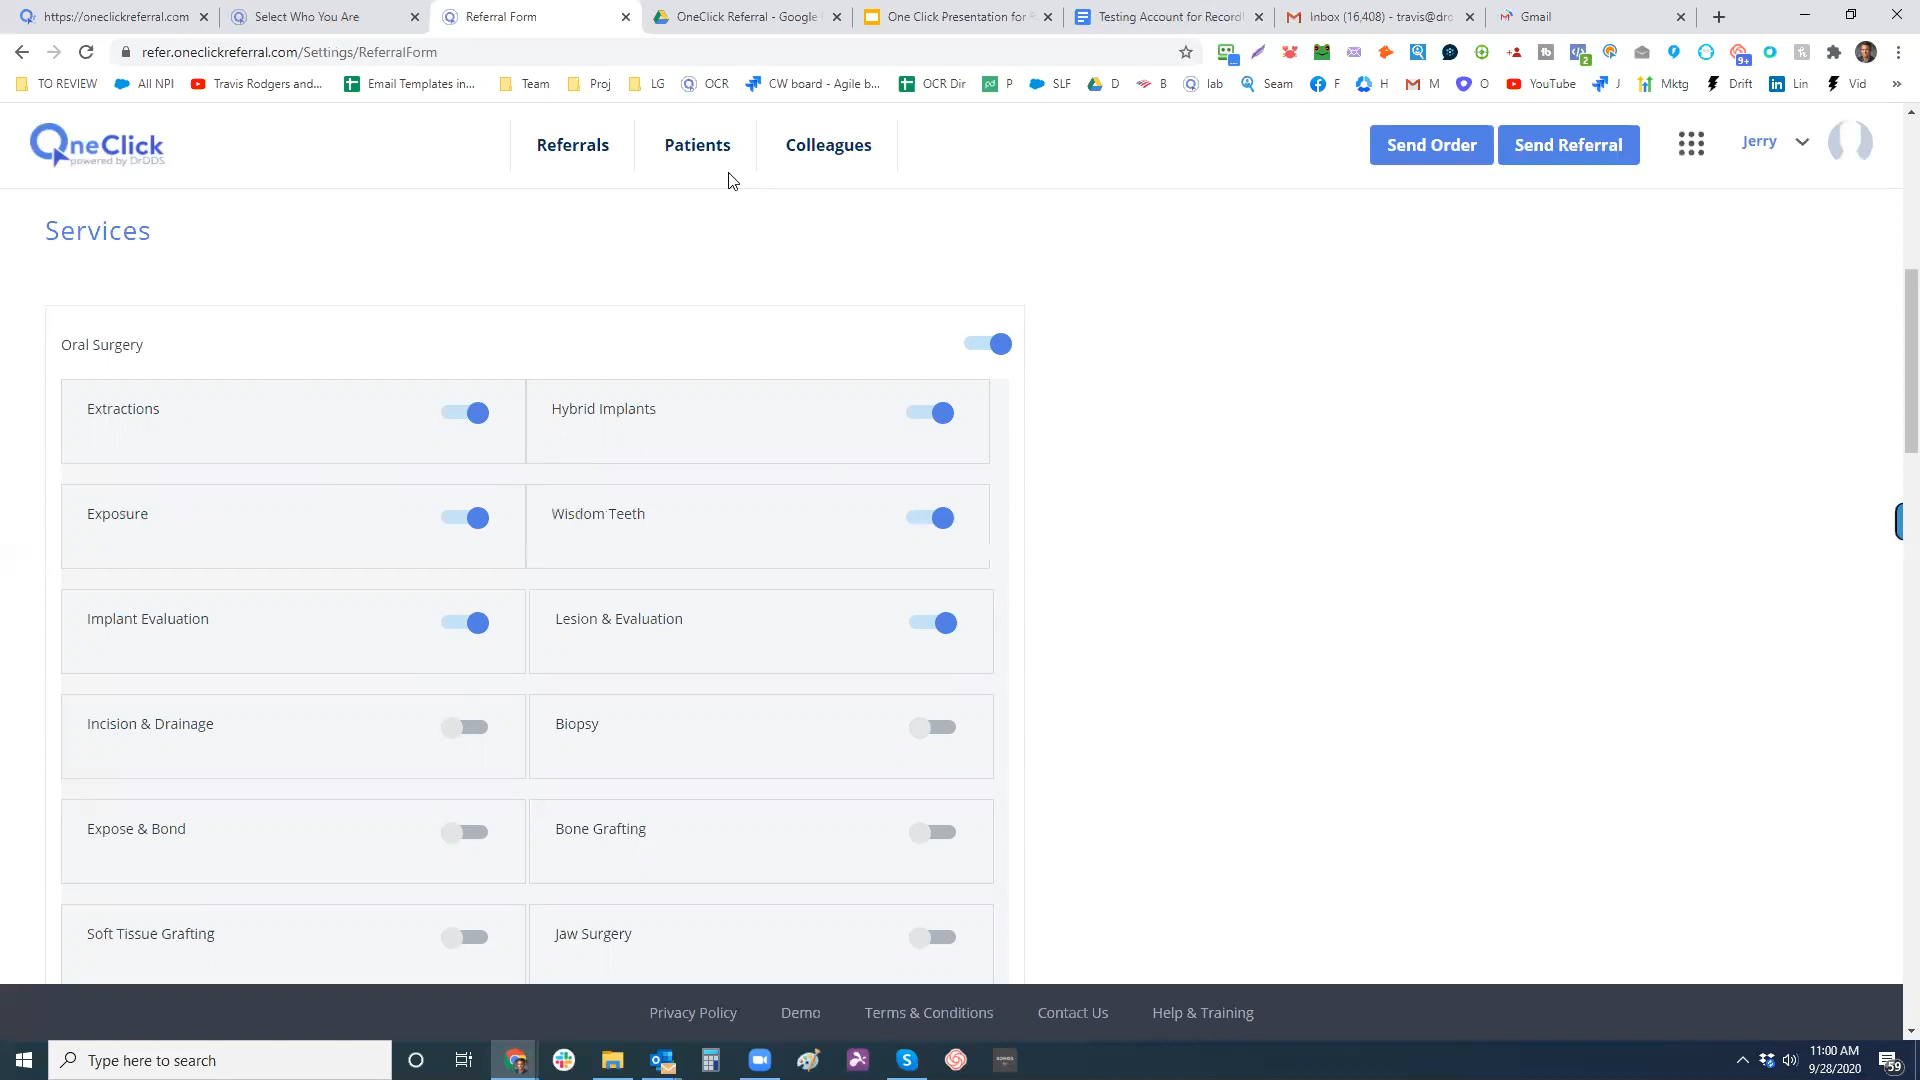 https://oneclickreferral.com
Select Who You Are
Referral Form
OneClick Referral - Google
One Click Presentation for
Testing Account for Record
Inbox (16,408) - travis@drd
Gmail
refer.oneclickreferral.com/Settings/ReferralForm
TO REVIEW
All NPI
Travis Rodgers and...
Email Templates in...
Team
Proj
LG
OCR
CW board - Agile b...
OCR Dir
P
SLF
D
B
lab
Seam
F
H
M
O
YouTube
J
Mktg
Drift
Lin
Vid
OneClick
powered by DrDDS
Referrals
Patients
Colleagues
Send Order
Send Referral
Jerry
Services
Oral Surgery
Extractions
Hybrid Implants
Exposure
Wisdom Teeth
Implant Evaluation
Lesion & Evaluation
Incision & Drainage
Biopsy
Expose & Bond
Bone Grafting
Soft Tissue Grafting
Jaw Surgery
Privacy Policy
Demo
Terms & Conditions
Contact Us
Help & Training
Type here to search
11:00 AM
9/28/2020
59